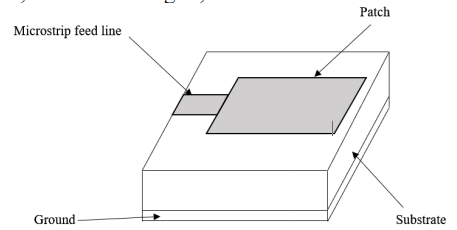 Patch
Microstrip feed line
Ground
Substrate